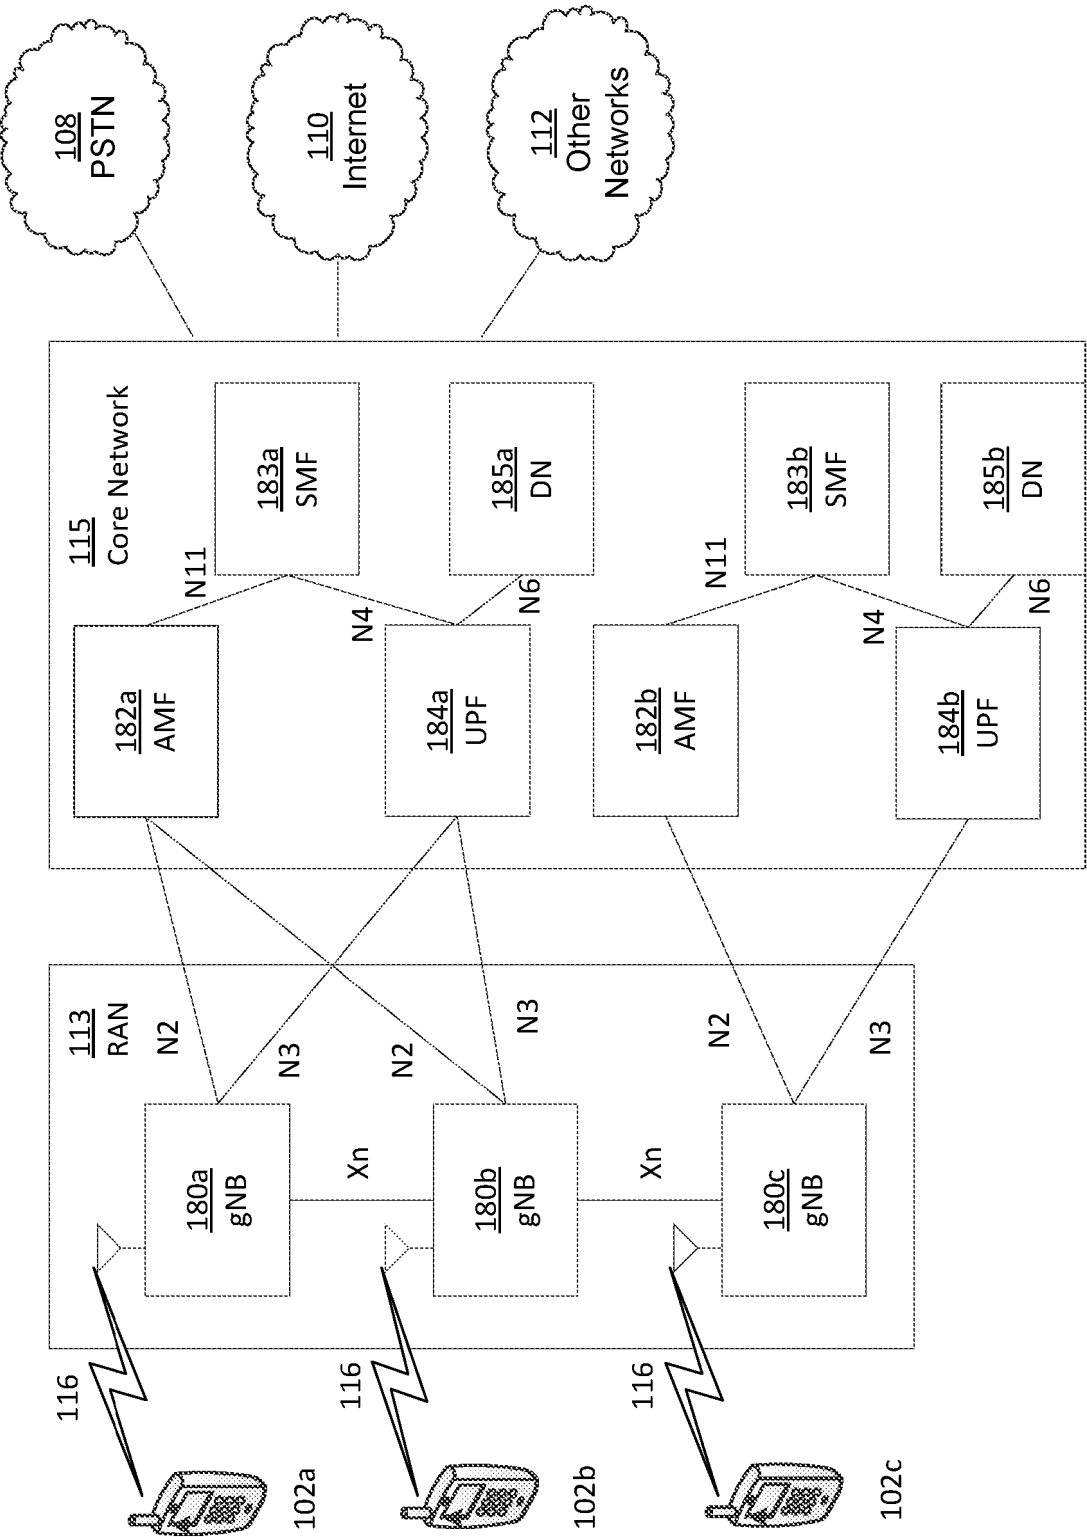 116
102a
116
102b
116
102c
113
RAN
180a
gNB
Xn
180b
gNB
Xn
180c
gNB
N2
N3
N2
N3
N2
N3
115
Core Network
182a
AMF
N11
183a
SMF
N4
184a
UPF
N6
185a
DN
182b
AMF
N11
183b
SMF
N4
184b
UPF
N6
185b
DN
108
PSTN
110
Internet
112
Other
Networks